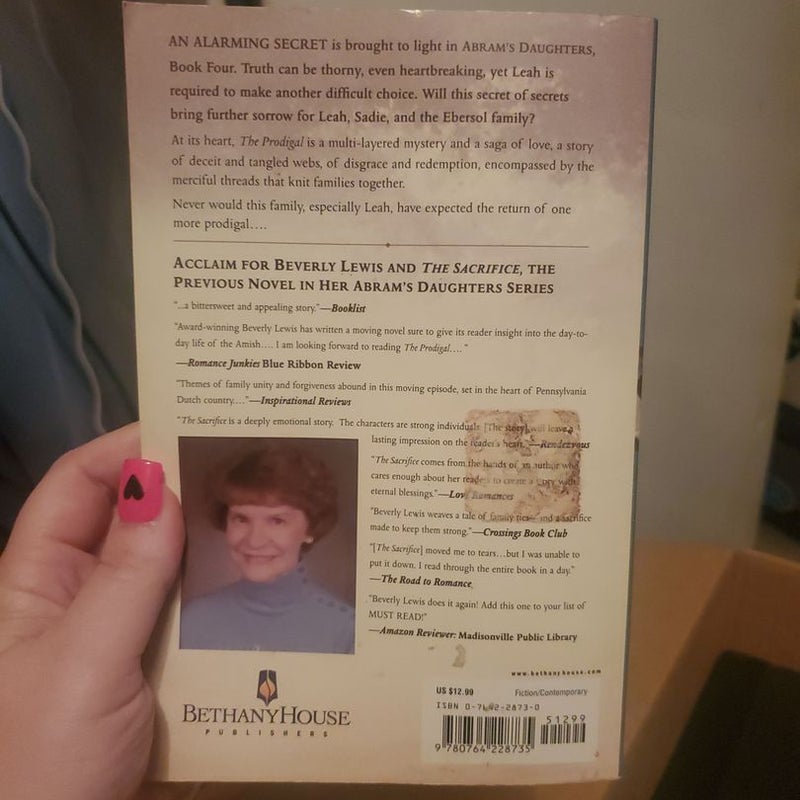 AN ALARMING SECRET is brought to light in ABRAM'S DAUGHTERS,
Book Four. Truth can be thorny, even heartbreaking, yet Leah is
required to make another difficult choice. Will this secret of secrets
bring further sorrow for Leah, Sadie, and the Ebersol family?
At its heart, The Prodigal is a multi-layered mystery and a saga of love, a story
of deceit and tangled webs, of disgrace and redemption, encompassed by the
merciful threads that knit families together.
Never would this family, especially Leah, have expected the return of one
more prodigal....
ACCLAIM FOR BEVERLY LEWIS AND THE SACRIFICE, THE
PREVIOUS NOVEL IN HER ABRAM'S DAUGHTERS SERIES
"...a bittersweet and appealing story."—Booklist
"Award-winning Beverly Lewis has written a moving novel sure to give its reader insight into the day-to-
day life of the Amish.... I am looking forward to reading The Prodigal...."
—Romance Junkies Blue Ribbon Review
"Themes of family unity and forgiveness abound in this moving episode, set in the heart of Pennsylvania
Dutch country...."—Inspirational Reviews
"The Sacrifice is a deeply emotional story. The characters are strong individuals. [The story] will leave a
lasting impression on the reader's heart."—Rendezvous
"The Sacrifice comes from the hands of an author who
cares enough about her to create a with
eternal blessings."—Love Romances
"Beverly Lewis weaves a tale of family ties—and a sacrifice
made to keep them strong."—Crossings Book Club
"[The Sacrifice] moved me to tears...but I was unable to
put it down. I read through the entire book in a day."
—The Road to Romance
"Beverly Lewis does it again! Add this one to your list of
MUST READ!"
—Amazon Reviewer: Madisonville Public Library
www.bethanyhouse.com
BETHANYHOUSE
PUBLISHERS
US $12.99 Fiction/Contemporary
ISBN 0-7642-2873-0
51299
9 780764 228735